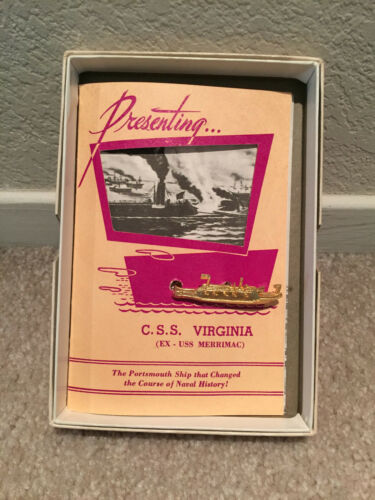 Presenting...
C.S.S. VIRGINIA
(EX - USS MERRIMAC)
The Portsmouth Ship that Changed
the Course of Naval History!